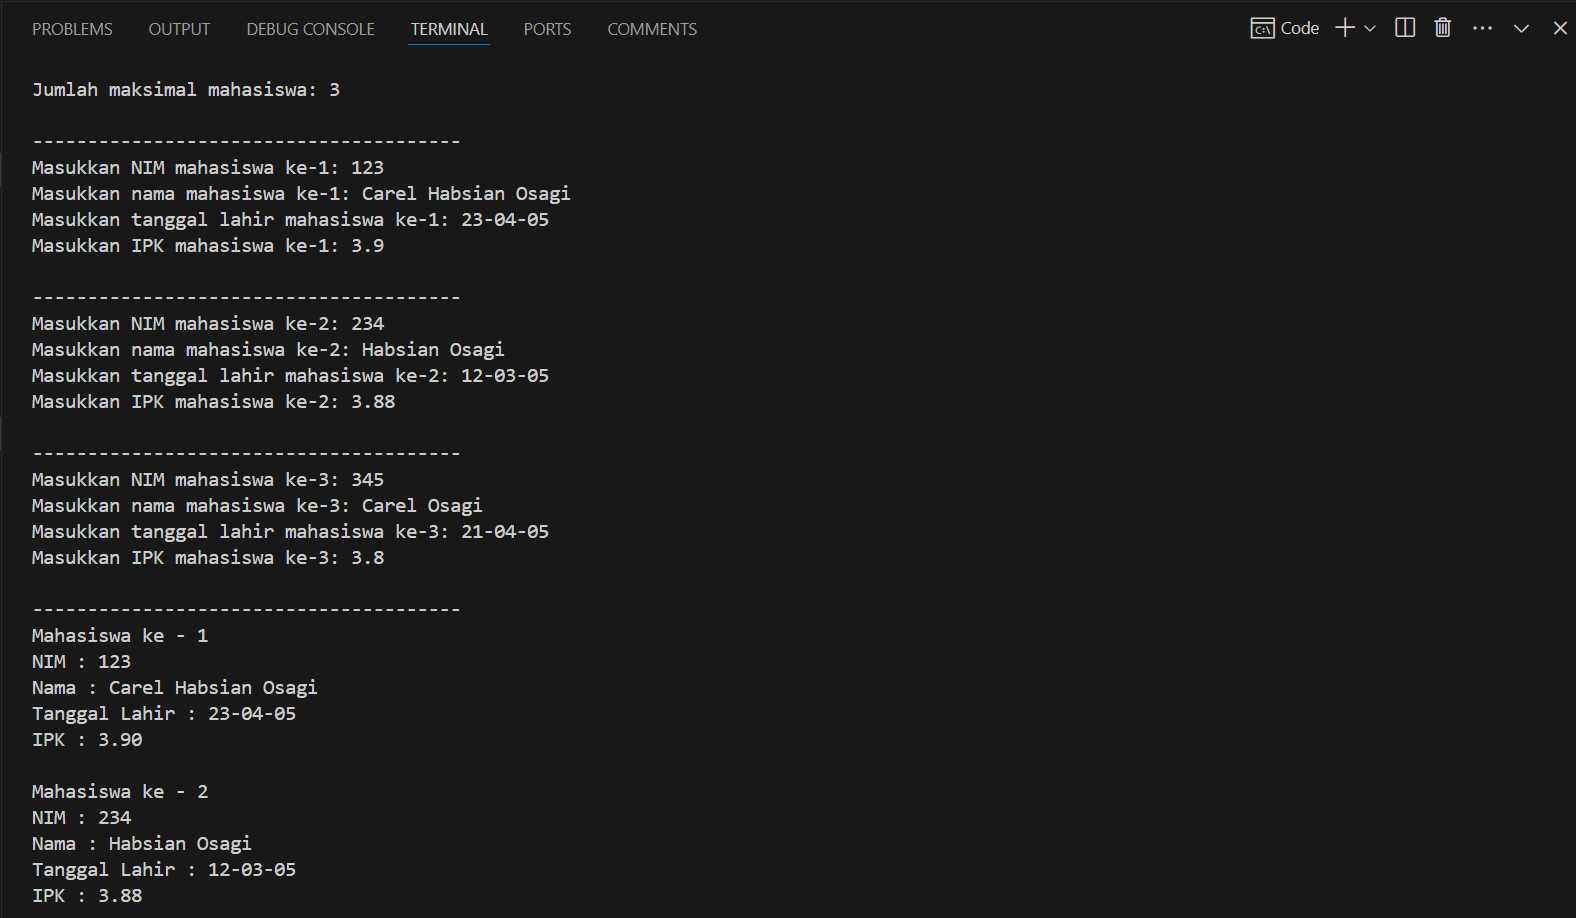 PROBLEMS OUTPUT DEBUG CONSOLE TERMINAL PORTS COMMENTS Code
Jumlah maksimal mahasiswa: 3
---------------------------------------
Masukkan NIM mahasiswa ke-1: 123
Masukkan nama mahasiswa ke-1: Carel Habsian Osagi
Masukkan tanggal lahir mahasiswa ke-1: 23-04-05
Masukkan IPK mahasiswa ke-1: 3.9
---------------------------------------
Masukkan NIM mahasiswa ke-2: 234
Masukkan nama mahasiswa ke-2: Habsian Osagi
Masukkan tanggal lahir mahasiswa ke-2: 12-03-05
Masukkan IPK mahasiswa ke-2: 3.88
---------------------------------------
Masukkan NIM mahasiswa ke-3: 345
Masukkan nama mahasiswa ke-3: Carel Osagi
Masukkan tanggal lahir mahasiswa ke-3: 21-04-05
Masukkan IPK mahasiswa ke-3: 3.8
---------------------------------------
Mahasiswa ke - 1
NIM : 123
Nama : Carel Habsian Osagi
Tanggal Lahir : 23-04-05
IPK : 3.90
Mahasiswa ke - 2
NIM : 234
Nama : Habsian Osagi
Tanggal Lahir : 12-03-05
IPK : 3.88